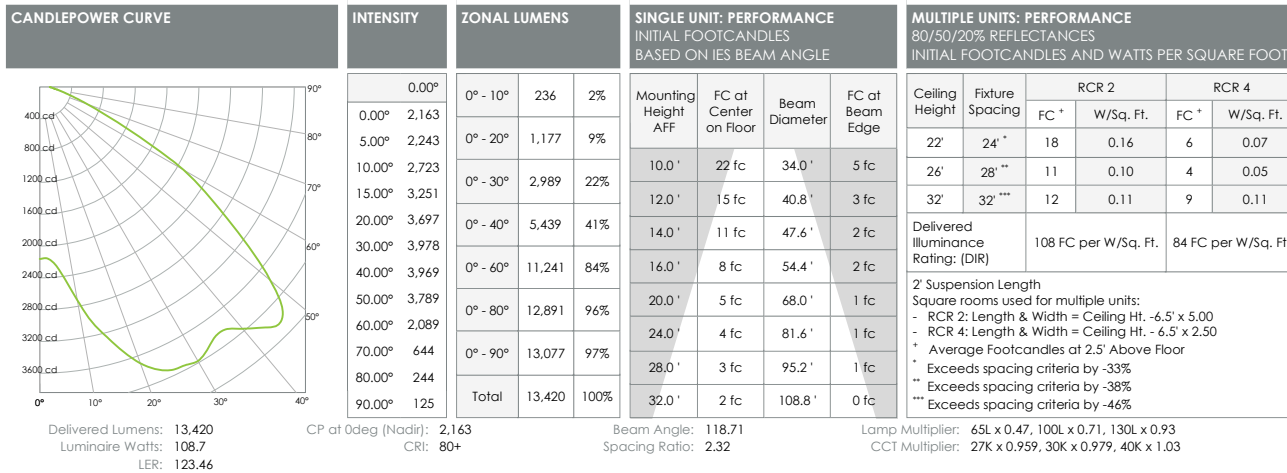 CANDLEPOWER CURVE
400 cd
800 cd
1200 cd
1600 cd
2000 cd
2400 cd
2800 cd
3600 cd
90°
80°
70°
60°
50°
0° 10° 20° 30° 40°
INTENSITY
0.00°
0.00° 2,163
5.00° 2,243
10.00° 2,723
15.00° 3,251
20.00° 3,697
30.00° 3,978
40.00° 3,969
50.00° 3,789
60.00° 2,089
70.00° 644
80.00° 244
90.00° 125
ZONAL LUMENS
0° - 10° 236 2%
0° - 20° 1,177 9%
0° - 30° 2,989 22%
0° - 40° 5,439 41%
0° - 60° 11,241 84%
0° - 80° 12,891 96%
0° - 90° 13,077 97%
Total 13,420 100%
SINGLE UNIT: PERFORMANCE
INITIAL FOOTCANDLES
BASED ON IES BEAM ANGLE
Mounting Height AFF FC at Center on Floor Beam Diameter FC at Beam Edge
10.0 ' 22 fc 34.0 ' 5 fc
12.0 ' 15 fc 40.8 ' 3 fc
14.0 ' 11 fc 47.6 ' 2 fc
16.0 ' 8 fc 54.4 ' 2 fc
20.0 ' 5 fc 68.0 ' 1 fc
24.0 ' 4 fc 81.6 ' 1 fc
28.0 ' 3 fc 95.2 ' 1 fc
32.0 ' 2 fc 108.8 ' 0 fc
MULTIPLE UNITS: PERFORMANCE
80/50/20% REFLECTANCES
INITIAL FOOTCANDLES AND WATTS PER SQUARE FOOT
Ceiling Height Fixture Spacing RCR 2 RCR 4
FC + W/Sq. Ft. FC + W/Sq. Ft.
22' 24' * 18 0.16 6 0.07
26' 28' ** 11 0.10 4 0.05
32' 32' *** 12 0.11 9 0.11
Delivered
Illuminance
Rating: (DIR)
108 FC per W/Sq. Ft. 84 FC per W/Sq. Ft
2' Suspension Length
Square rooms used for multiple units:
- RCR 2: Length & Width = Ceiling Ht. -6.5' x 5.00
- RCR 4: Length & Width = Ceiling Ht. - 6.5' x 2.50
+ Average Footcandles at 2.5' Above Floor
* Exceeds spacing criteria by -33%
** Exceeds spacing criteria by -38%
*** Exceeds spacing criteria by -46%
Delivered Lumens: 13,420 CP at 0deg (Nadir): 2,163 Beam Angle: 118.71 Lamp Multiplier: 65L x 0.47, 100L x 0.71, 130L x 0.93
Luminaire Watts: 108.7 CRI: 80+ Spacing Ratio: 2.32 CCT Multiplier: 27K x 0.959, 30K x 0.979, 40K x 1.03
LER: 123.46